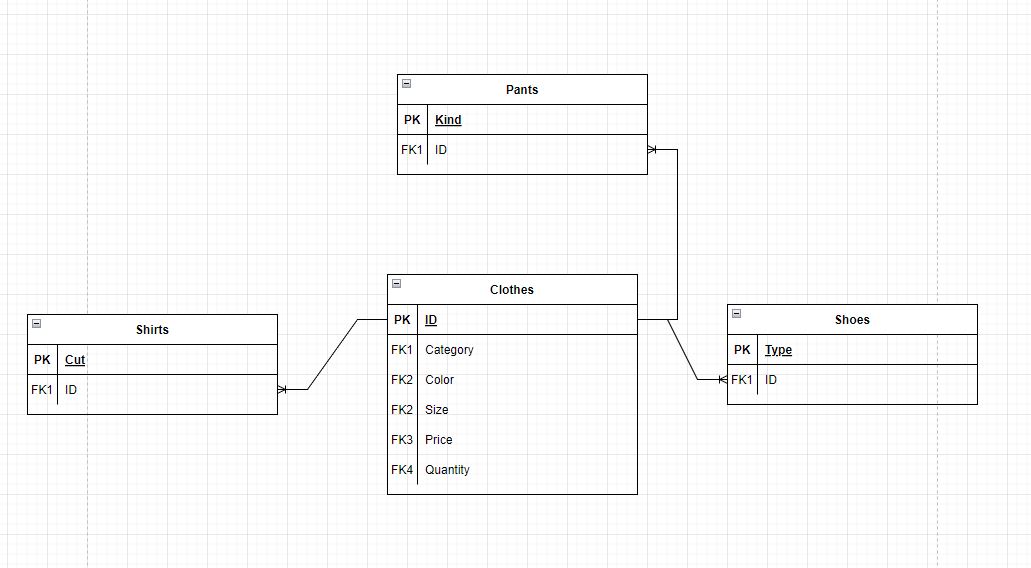 Pants
PK Kind
FK1 ID
Clothes
PK ID
FK1 Category
FK2 Color
FK2 Size
FK3 Price
FK4 Quantity
Shirts
PK Cut
FK1 ID
Shoes
PK Type
FK1 ID